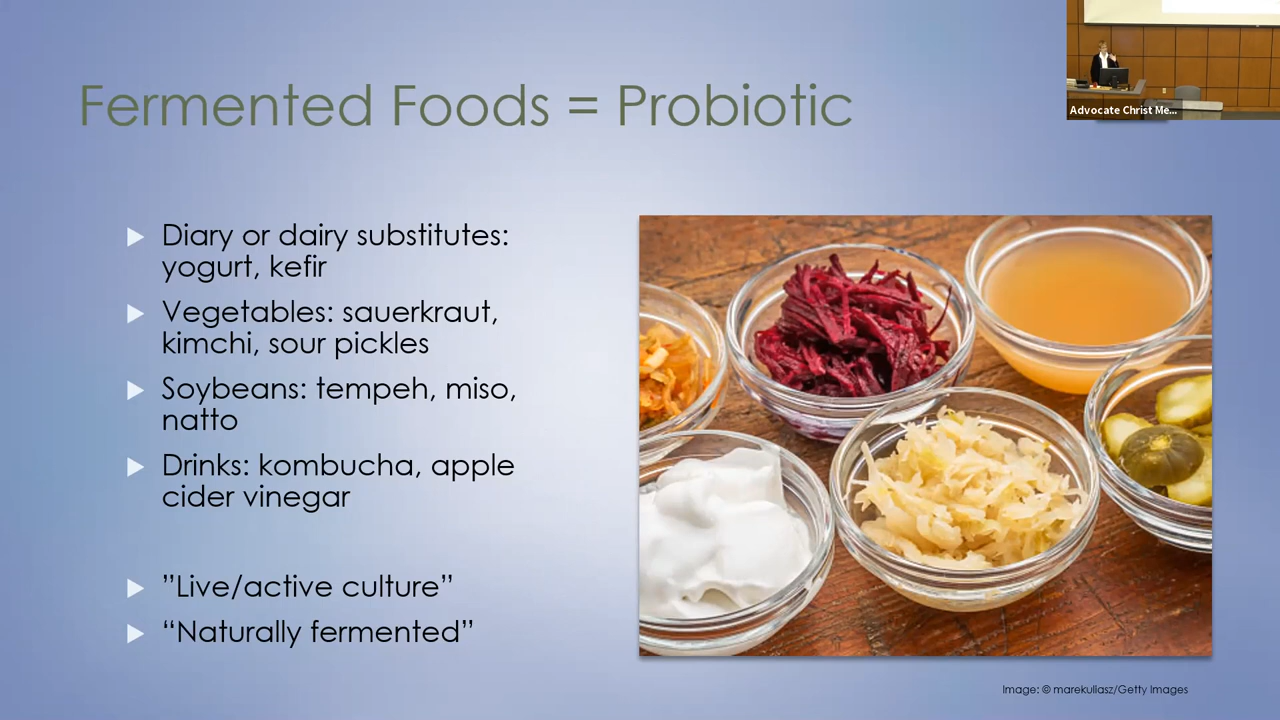 Fermented Foods = Probiotic
Advocate Christ Me...
Diary or dairy substitutes:
yogurt, kefir
Vegetables: sauerkraut,
kimchi, sour pickles
Soybeans: tempeh, miso,
natto
Drinks: kombucha, apple
cider vinegar
”Live/active culture”
“Naturally fermented”
Image: © marekuliasz/Getty Images